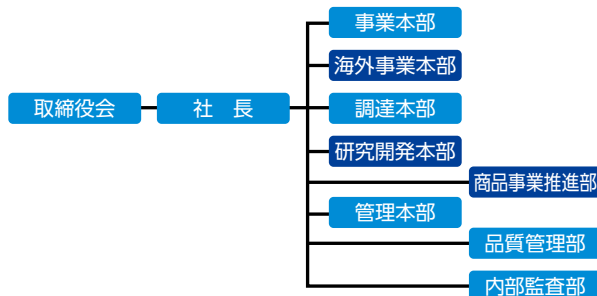 事業本部
海外事業本部
取締役会
社 長
調達本部
研究開発本部
商品事業推進部
管理本部
品質管理部
内部監査部